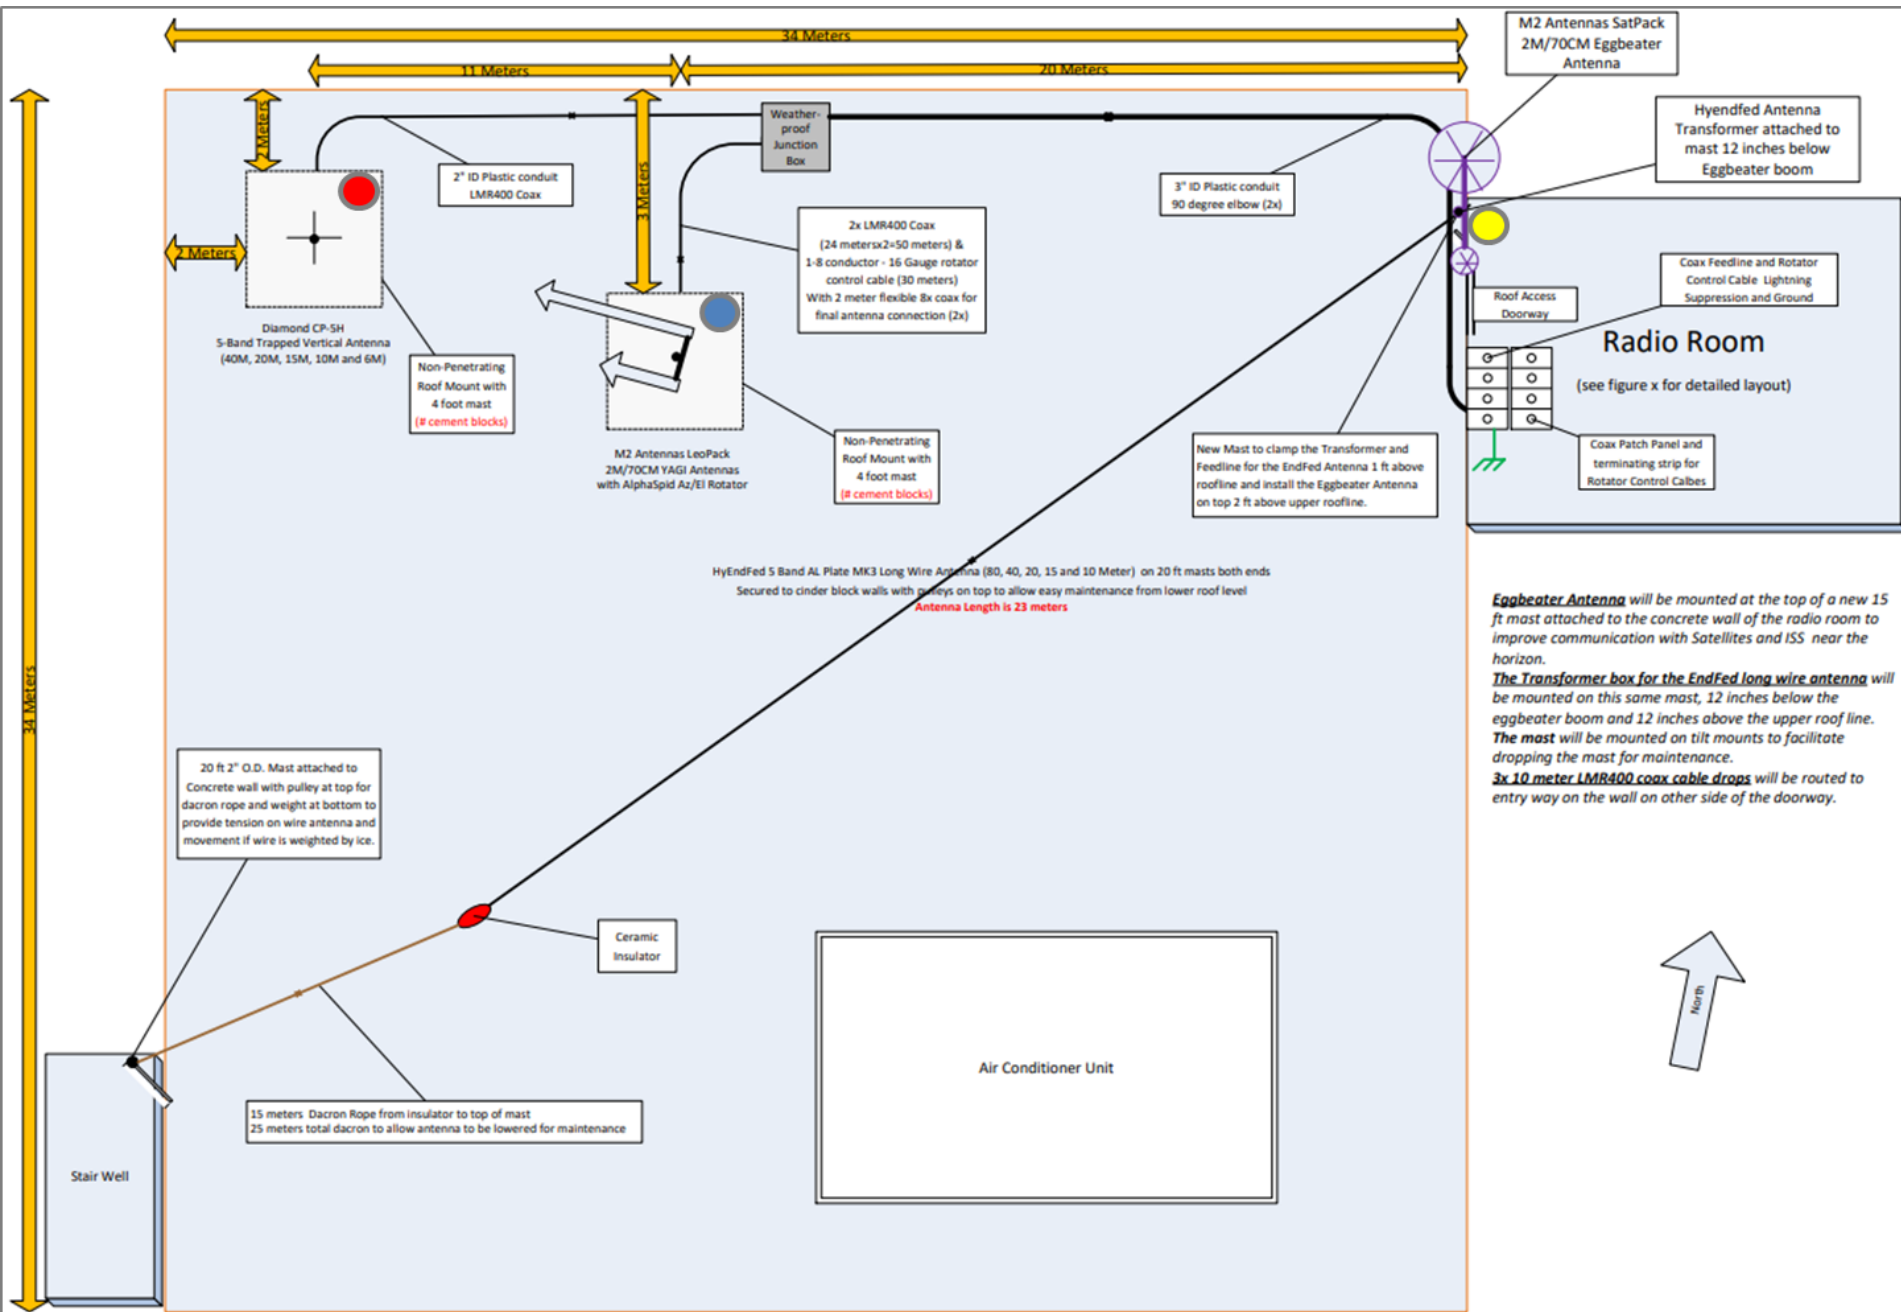 34 Meters
11 Meters
20 Meters
M2 Antennas SatPack
2M/70CM Eggbeater
Antenna
2 Meters
Weather-
proof
Junction
Box
Hyendfed Antenna
Transformer attached to
mast 12 inches below
Eggbeater boom
2" ID Plastic conduit
LMR400 Coax
3 Meters
3" ID Plastic conduit
90 degree elbow (2x)
2 Meters
2x LMR400 Coax
(24 metersx2=50 meters) &
1-8 conductor - 16 Gauge rotator
control cable (30 meters)
With 2 meter flexible 8x coax for
final antenna connection (2x)
Coax Feedline and Rotator
Control Cable Lightning
Suppression and Ground
Roof Access
Doorway
Radio Room
(see figure x for detailed layout)
Diamond CP-5H
5-Band Trapped Vertical Antenna
(40M, 20M, 15M, 10M and 6M)
Non-Penetrating
Roof Mount with
4 foot mast
(# cement blocks)
M2 Antennas LeoPack
2M/70CM YAGI Antennas
with AlphaSpid Az/El Rotator
Non-Penetrating
Roof Mount with
4 foot mast
(# cement blocks)
New Mast to clamp the Transformer and
Feedline for the EndFed Antenna 1 ft above
roofline and install the Eggbeater Antenna
on top 2 ft above upper roofline.
Coax Patch Panel and
terminating strip for
Rotator Control Calbes
HyEndFed 5 Band AL Plate MK3 Long Wire Antenna (80, 40, 20, 15 and 10 Meter) on 20 ft masts both ends
Secured to cinder block walls with pulleys on top to allow easy maintenance from lower roof level
Antenna Length is 23 meters
34 Meters
Eggbeater Antenna will be mounted at the top of a new 15
ft mast attached to the concrete wall of the radio room to
improve communication with Satellites and ISS near the
horizon.
The Transformer box for the EndFed long wire antenna will
be mounted on this same mast, 12 inches below the
eggbeater boom and 12 inches above the upper roof line.
The mast will be mounted on tilt mounts to facilitate
dropping the mast for maintenance.
3x 10 meter LMR400 coax cable drops will be routed to
entry way on the wall on other side of the doorway.
20 ft 2" O.D. Mast attached to
Concrete wall with pulley at top for
dacron rope and weight at bottom to
provide tension on wire antenna and
movement if wire is weighted by ice.
Ceramic
Insulator
North
Air Conditioner Unit
15 meters Dacron Rope from insulator to top of mast
25 meters total dacron to allow antenna to be lowered for maintenance
Stair Well